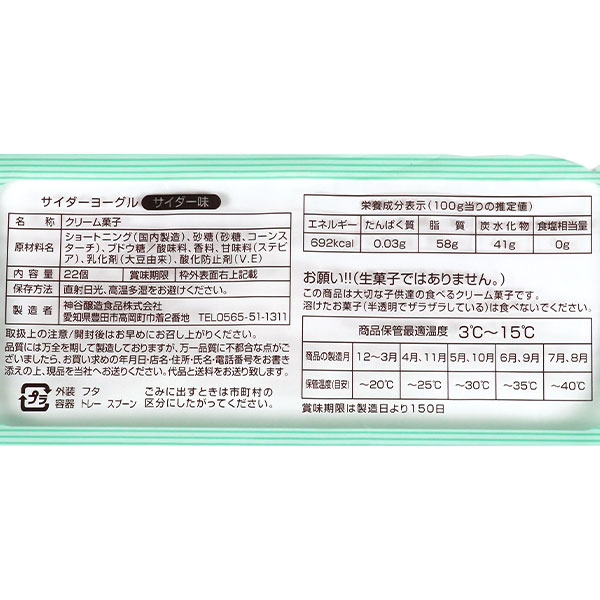 サイダーヨーグル サイダー味
名 称 クリーム菓子
原材料名 ショートニング(国内製造)、砂糖(砂糖、コーンス
ターチ)、ブドウ糖/酸味料、香料、甘味料(ステビ
ア)、乳化剤(大豆由来)、酸化防止剤(V.E)
内 容 量 22個 賞味期限 枠外表面右上記載
保存方法 直射日光、高温多湿をお避けください。
製 造 者 神谷醸造食品株式会社
愛知県豊田市高岡町巾着2番地 TEL0565-51-1311
取扱上の注意/開封後はお早めにお召し上がりください。
品質には万全を期して製造しておりますが、万一品質に不都合な点がござ
いましたら、お買い求めの年月日・店名・住所・氏名・電話番号をお書き
添えの上、現品を当社へお送りください。代品と送料をお送り致します。
プラ
外装 フタ
容器 トレー スプーン
ごみに出すときは市町村の
区分にしたがってください。
栄養成分表示(100g当りの推定値)
エネルギー たんぱく質 脂 質 炭水化物 食塩相当量
692kcal 0.03g 58g 41g 0g
お願い!!(生菓子ではありません。)
この商品は大切な子供達の食べるクリーム菓子です。
溶けたお菓子(半透明でザラザラしている)は食べないでください。
商品保管最適温度 3℃〜15℃
商品の製造月 12〜3月 4月、11月 5月、10月 6月、9月 7月、8月
保管温度(目安) 〜20℃ 〜25℃ 〜30℃ 〜35℃ 〜40℃
賞味期限は製造日より150日